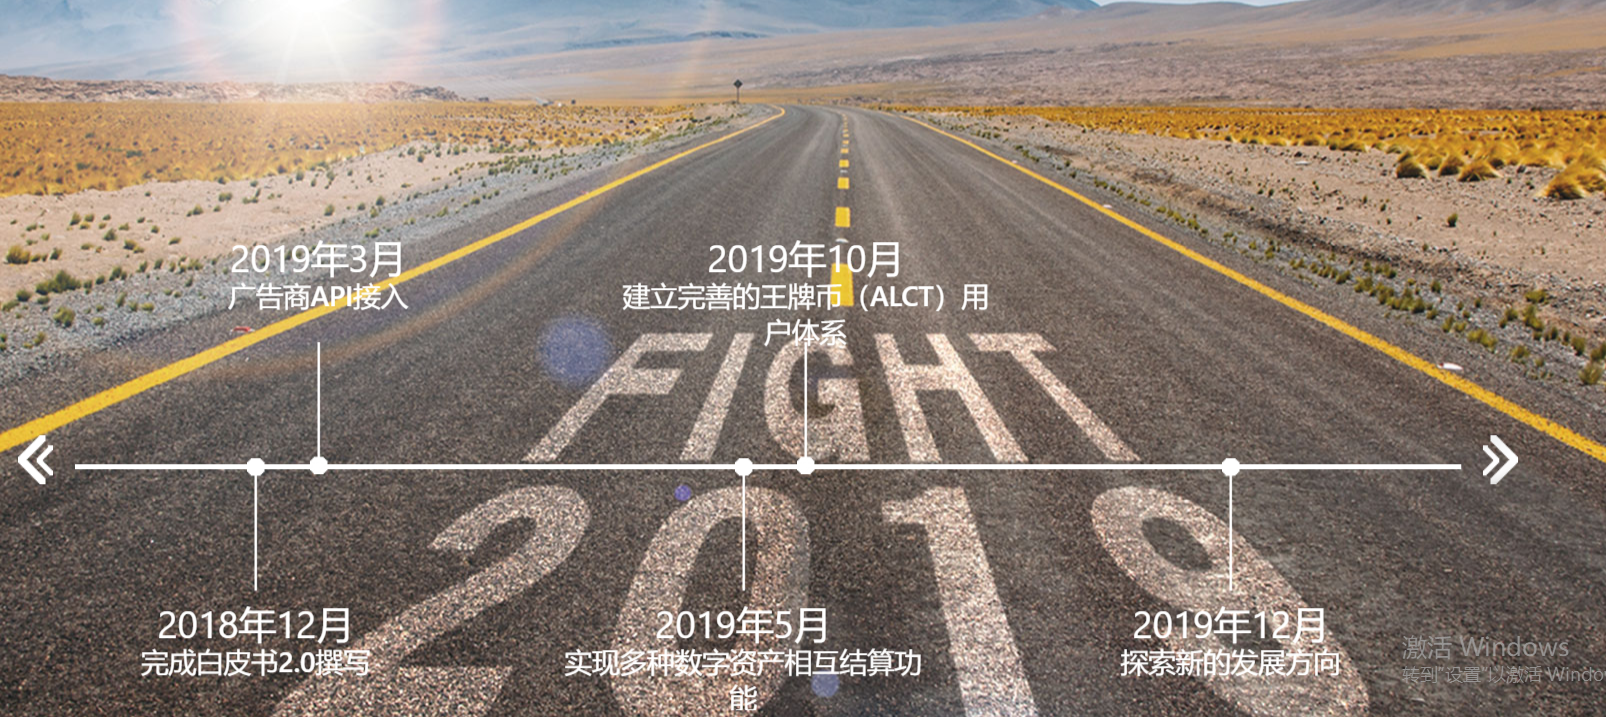 2019年3月
广告商API接入
2019年10月
建立完善的王牌币（ALCT）用
户体系
FIGHT
2019
2018年12月
完成白皮书2.0撰写
2019年5月
实现多种数字资产相互结算功
能
2019年12月
探索新的发展方向
激活 Windows
转到"设置"以激活 Windo